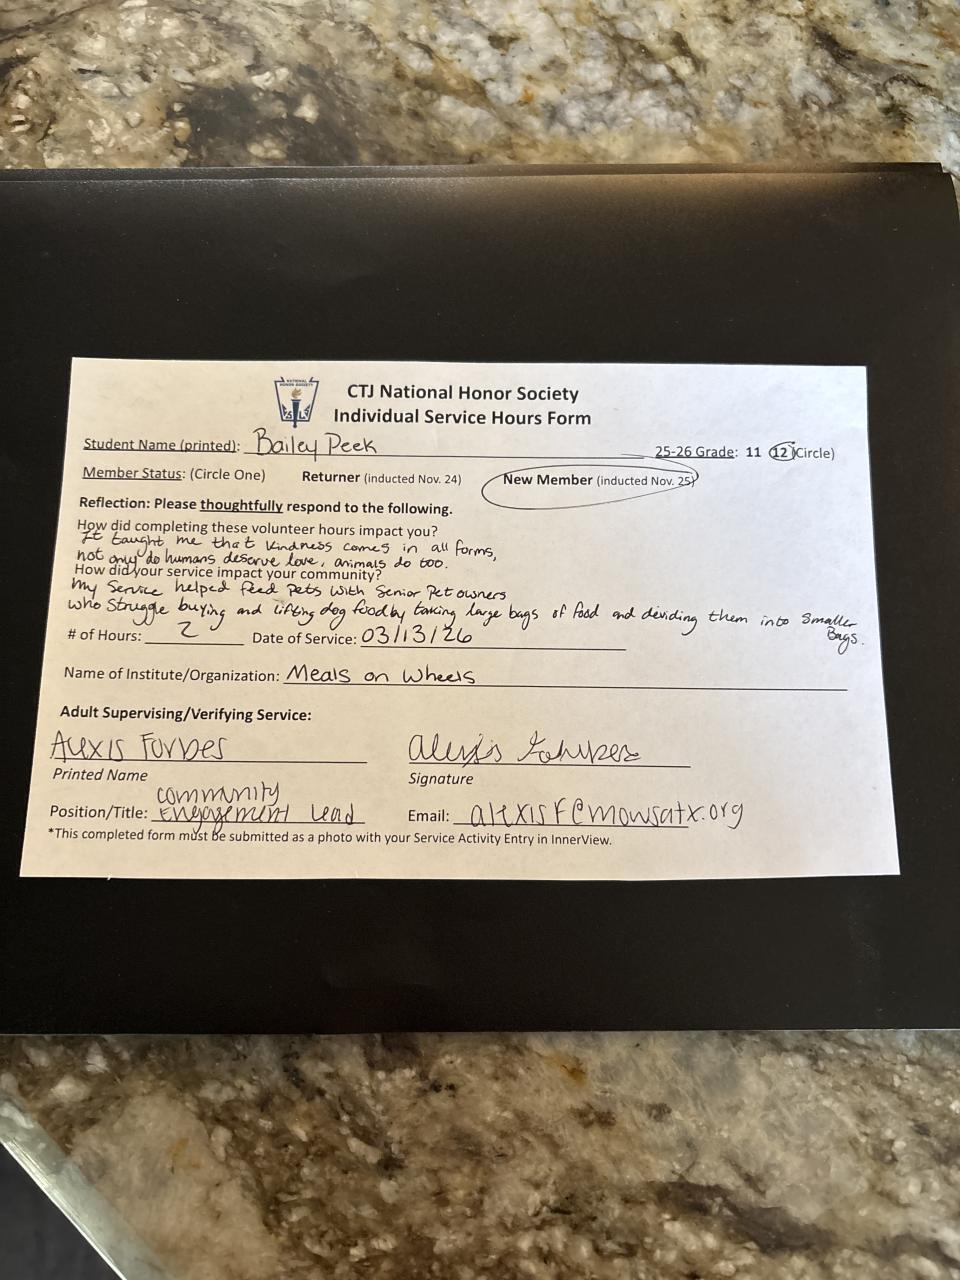 NATIONAL
HONOR SOCIETY
CTJ National Honor Society
Individual Service Hours Form
Student Name (printed): Bailey Peek 25-26 Grade: 11 12 (Circle)
Member Status: (Circle One) Returner (inducted Nov. 24) New Member (inducted Nov. 25)
Reflection: Please thoughtfully respond to the following.
How did completing these volunteer hours impact you?
It taught me that kindness comes in all forms,
not only do humans deserve love, animals do too.
How did your service impact your community?
My Service helped feed Pets with Senior Pet owners
who Struggle buying and lifting dog food by taking large bags of food and deviding them into Smaller
Bags.
# of Hours: 2 Date of Service: 03/13/26
Name of Institute/Organization: Meals on Wheels
Adult Supervising/Verifying Service:
Alexis Forbes Alexis Forbes
Printed Name Signature
Position/Title: community
Engagement Lead Email: alexisF@mowsatx.org
*This completed form must be submitted as a photo with your Service Activity Entry in InnerView.